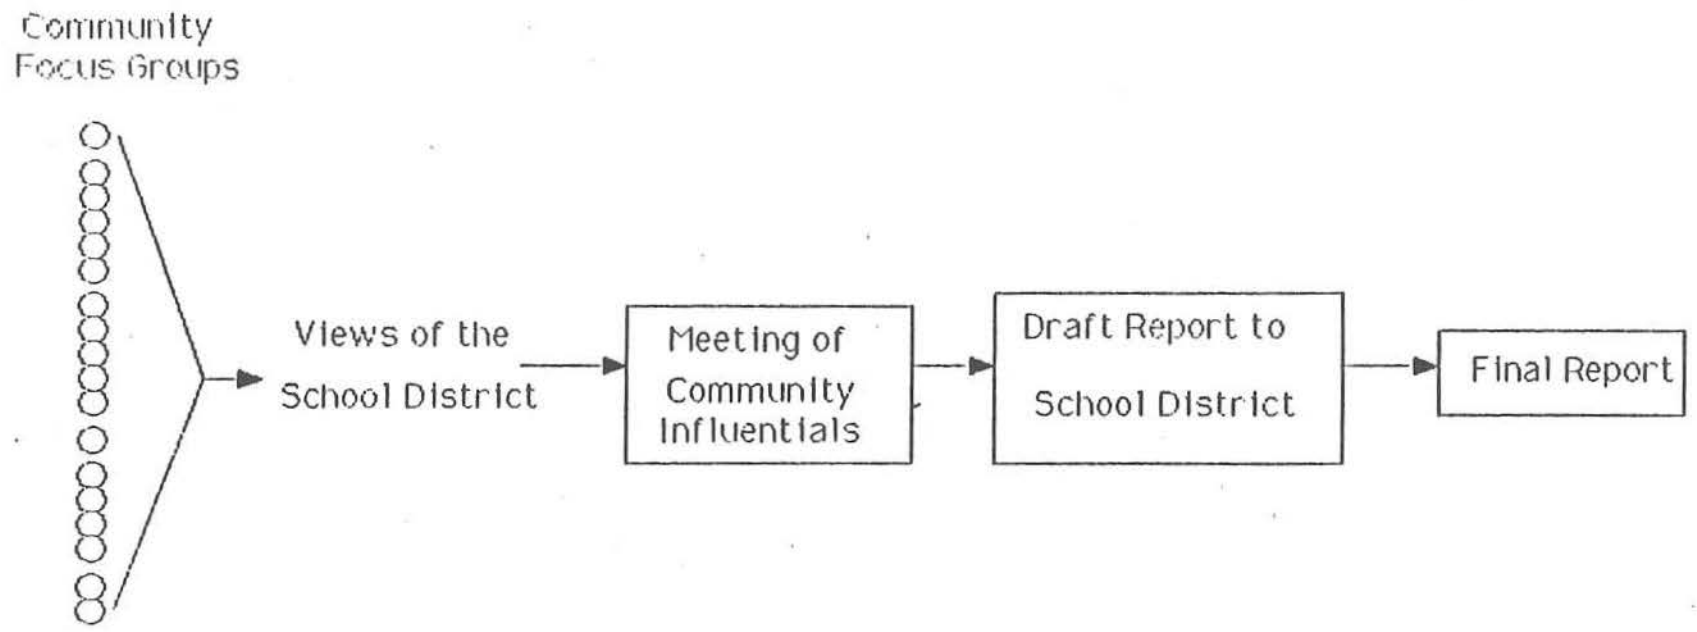 Community
Focus Groups
Views of the
School District
Meeting of
Community
Influentials
Draft Report to
School District
Final Report